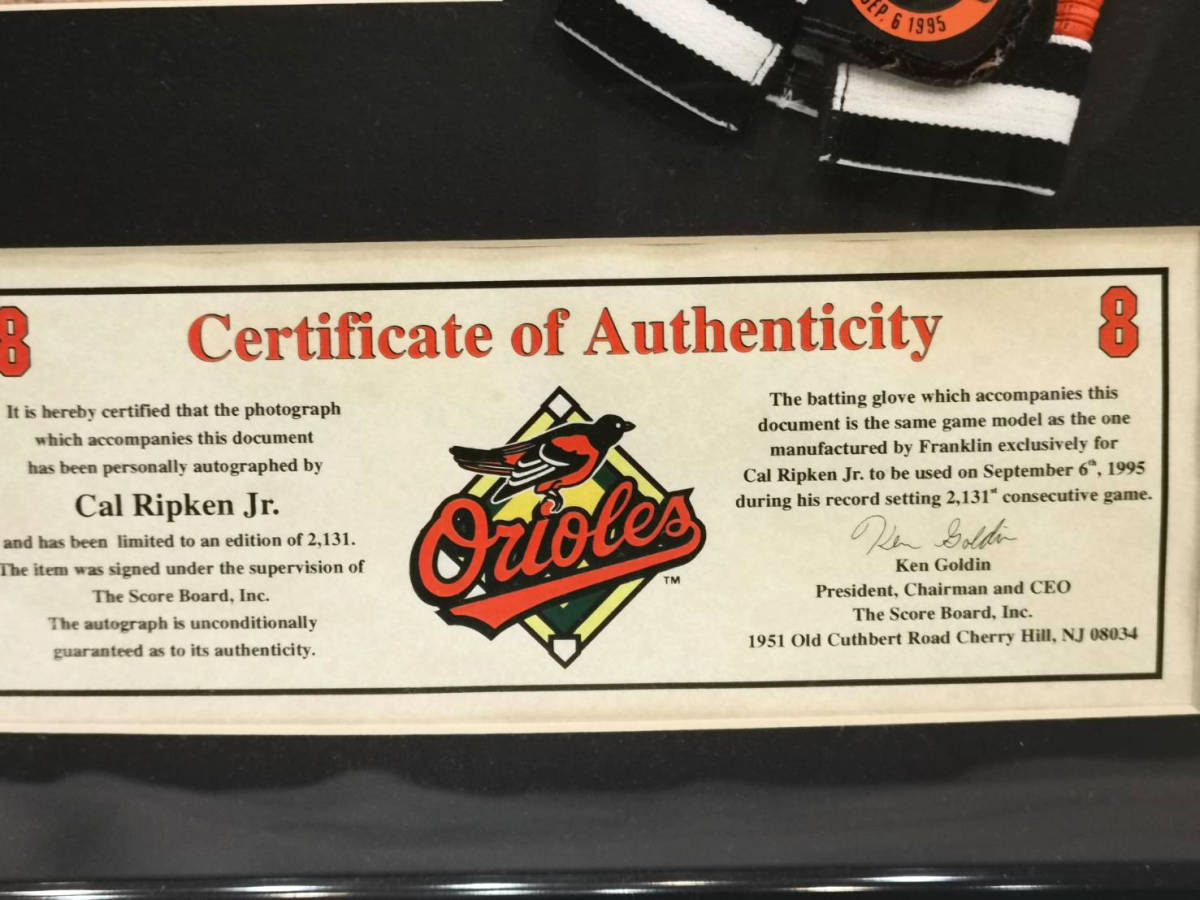 SEP. 6 1995
8
Certificate of Authenticity
8
It is hereby certified that the photograph
which accompanies this document
has been personally autographed by
Cal Ripken Jr.
and has been limited to an edition of 2,131.
The item was signed under the supervision of
The Score Board, Inc.
The autograph is unconditionally
guaranteed as to its authenticity.
Orioles
TM
The batting glove which accompanies this
document is the same game model as the one
manufactured by Franklin exclusively for
Cal Ripken Jr. to be used on September 6th, 1995
during his record setting 2,131st consecutive game.
Ken Goldin
Ken Goldin
President, Chairman and CEO
The Score Board, Inc.
1951 Old Cuthbert Road Cherry Hill, NJ 08034